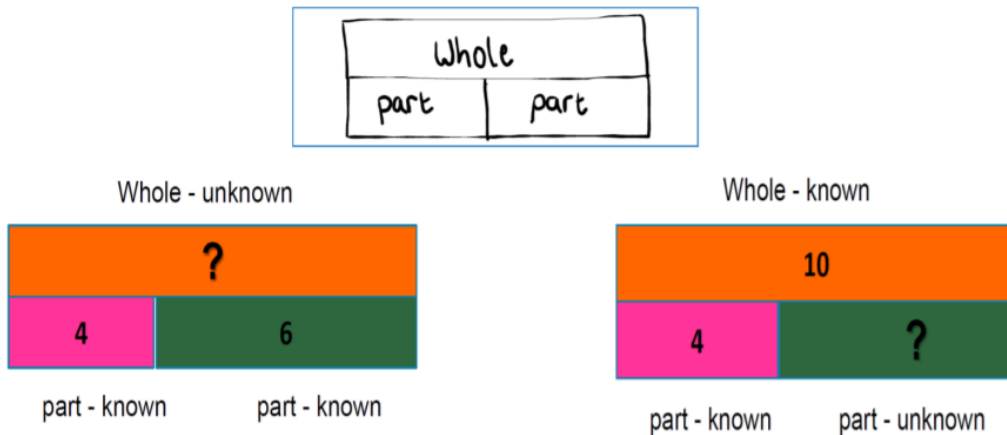 Whole
part part
Whole - unknown
?
4 6
part - known part - known
Whole - known
10
4 ?
part - known part - unknown